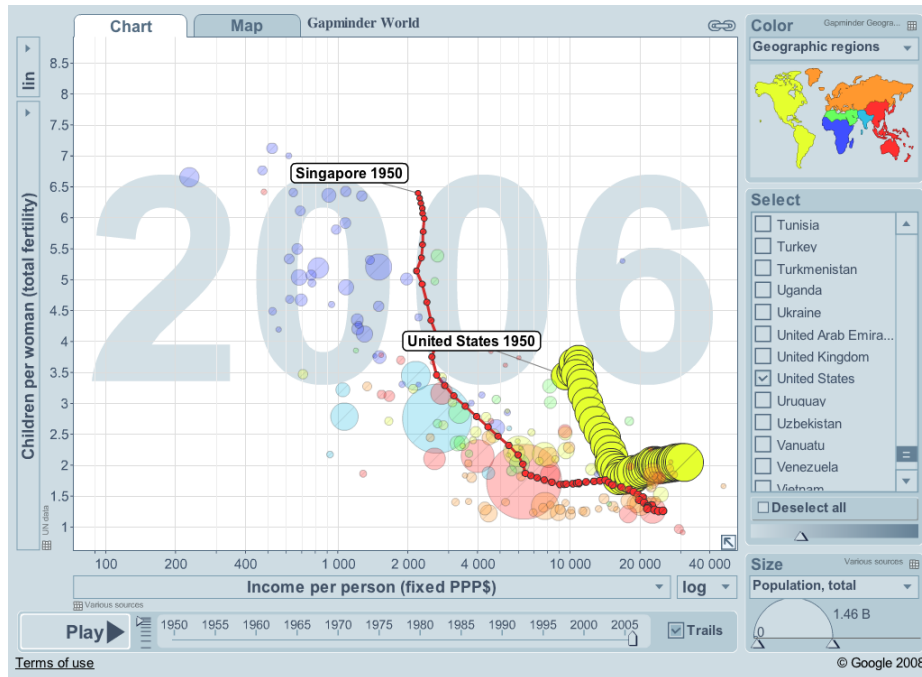 Chart
Map
Gapminder World
lin
Children per woman (total fertility)
UN data
8.5
8
7.5
7
6.5
6
5.5
5
4.5
4
3.5
3
2.5
2
1.5
1
2006
Singapore 1950
United States 1950
100 200 400 1 000 2 000 4 000 10 000 20 000 40 000
Income per person (fixed PPP$)
log
Various sources
Play
1950 1955 1960 1965 1970 1975 1980 1985 1990 1995 2000 2005
Trails
Color
Gapminder Geogra...
Geographic regions
Select
Tunisia
Turkey
Turkmenistan
Uganda
Ukraine
United Arab Emira...
United Kingdom
United States
Uruguay
Uzbekistan
Vanuatu
Venezuela
Vietnam
Deselect all
Size
Various sources
Population, total
1.46 B
0
Terms of use
© Google 2008